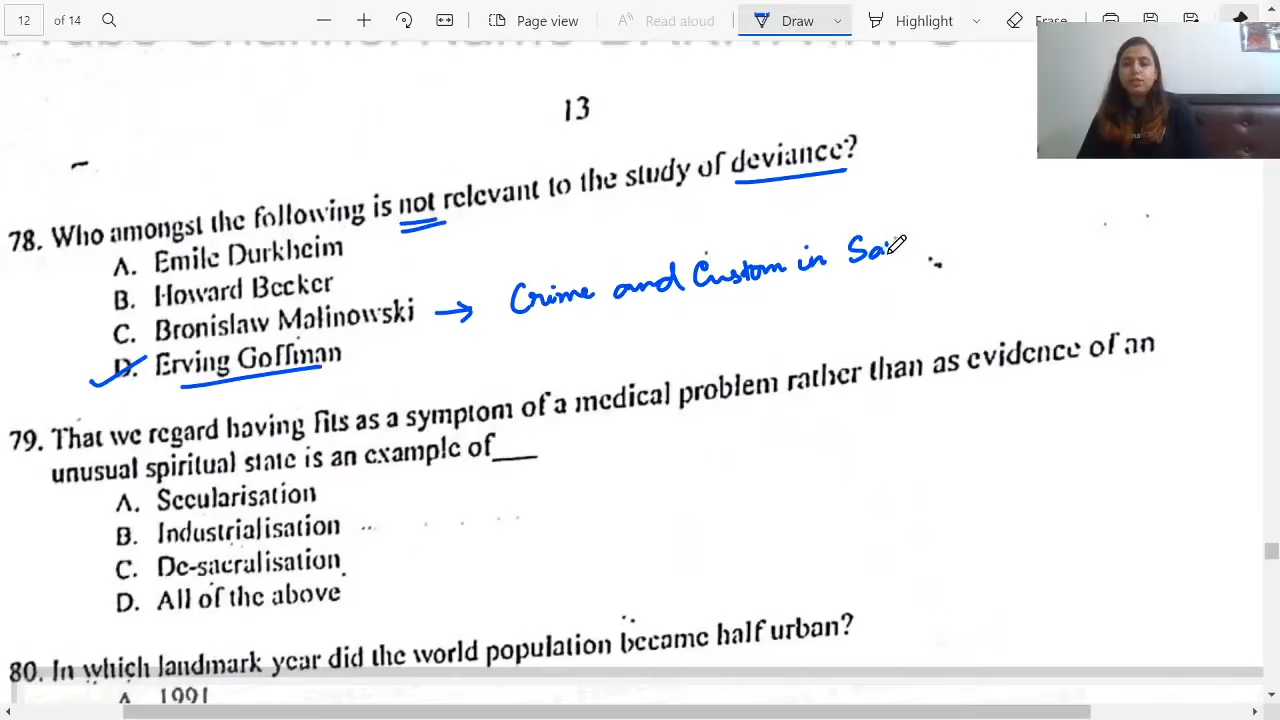 12 of 14 Page view Read aloud Draw Highlight Erase
13
78. Who amongst the following is not relevant to the study of deviance?
A. Emile Durkheim
B. Howard Becker
C. Bronislaw Malinowski → Crime and Custom in Sa
D. Erving Goffman
79. That we regard having fits as a symptom of a medical problem rather than as evidence of an
unusual spiritual state is an example of___
A. Secularisation
B. Industrialisation
C. De-sacralisation
D. All of the above
80. In which landmark year did the world population became half urban?
A 1991